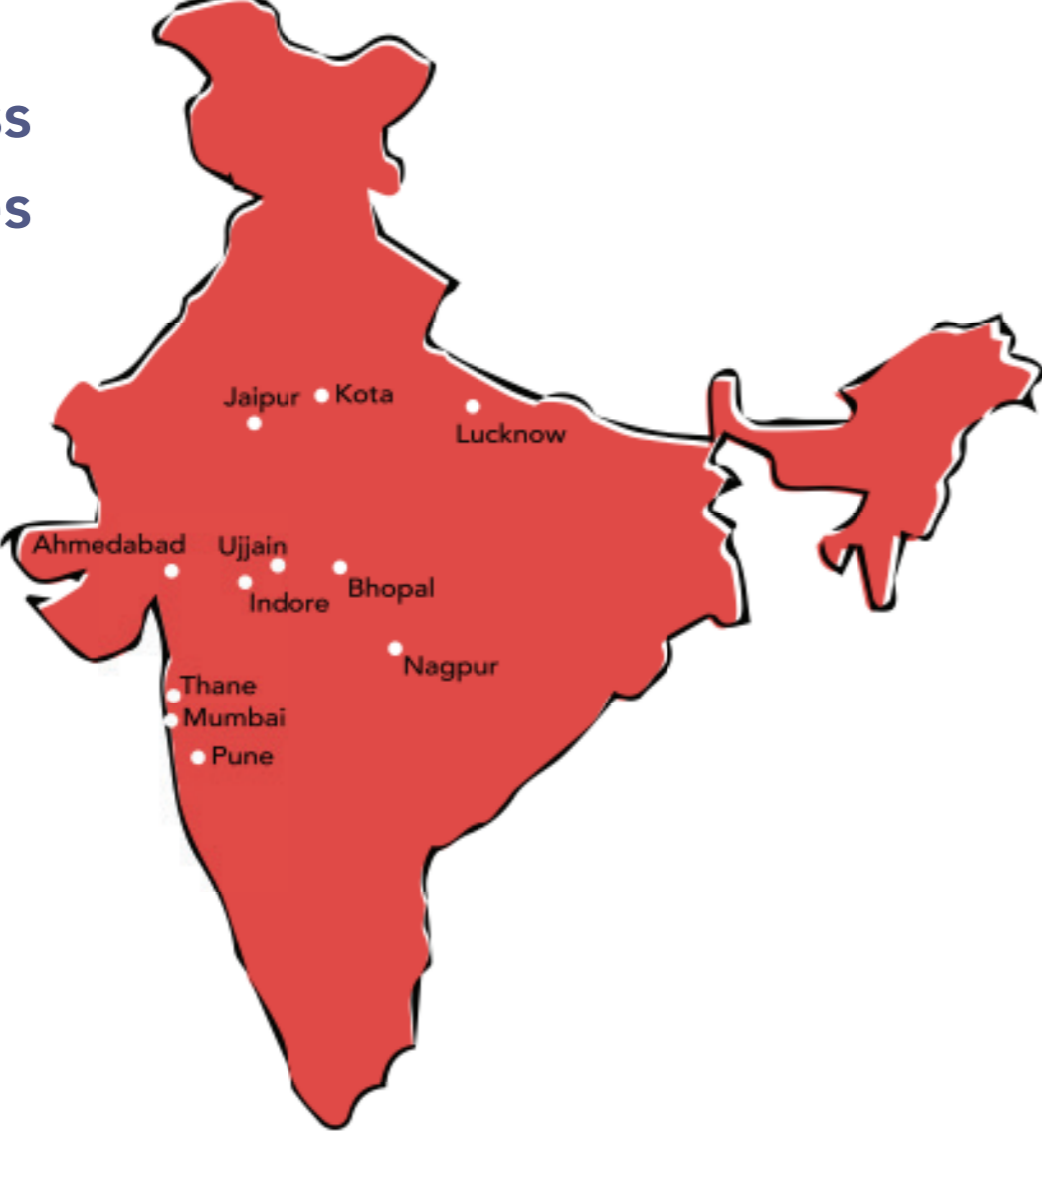 Jaipur
Kota
Lucknow
Ahmedabad
Ujjain
Bhopal
Indore
Nagpur
Thane
Mumbai
Pune